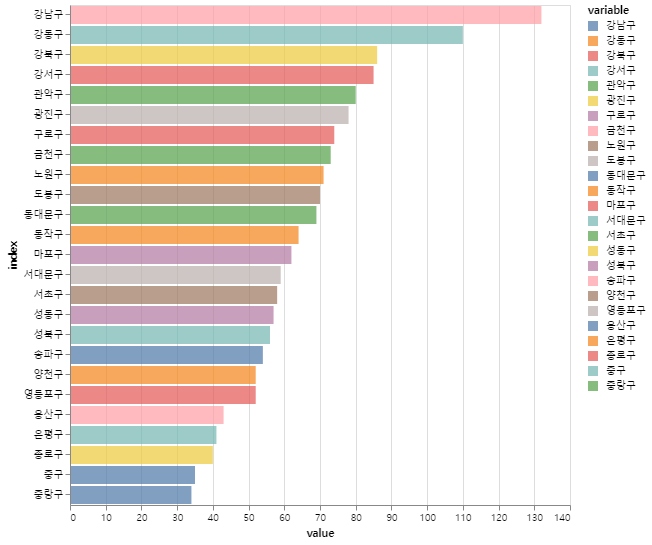 강남구
강동구
강북구
강서구
관악구
광진구
구로구
금천구
노원구
도봉구
동대문구
동작구
마포구
서대문구
서초구
성동구
성북구
송파구
양천구
영등포구
용산구
은평구
종로구
중구
중랑구
index
0 10 20 30 40 50 60 70 80 90 100 110 120 130 140
value
variable
강남구
강동구
강북구
강서구
관악구
광진구
구로구
금천구
노원구
도봉구
동대문구
동작구
마포구
서대문구
서초구
성동구
성북구
송파구
양천구
영등포구
용산구
은평구
종로구
중구
중랑구